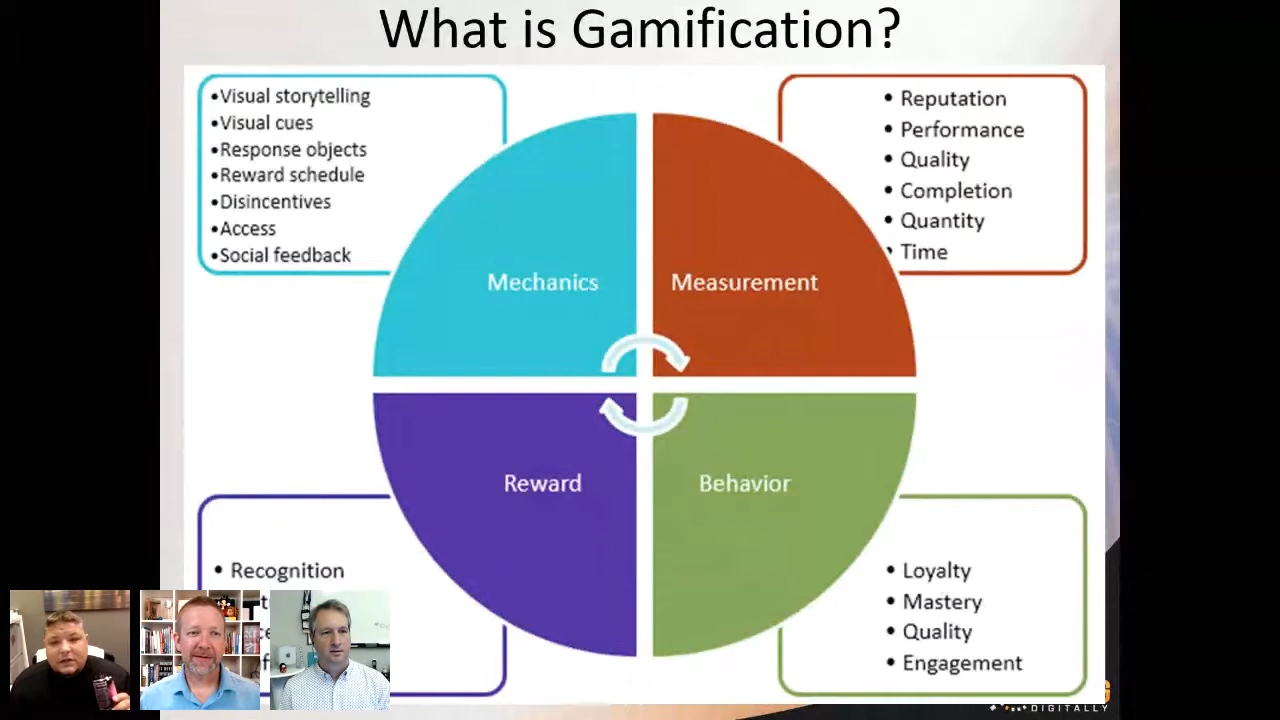 What is Gamification?
•Visual storytelling
•Visual cues
•Response objects
•Reward schedule
•Disincentives
•Access
•Social feedback
• Reputation
• Performance
• Quality
• Completion
• Quantity
• Time
Mechanics
Measurement
Reward
Behavior
• Recognition
• Loyalty
• Mastery
• Quality
• Engagement
DIGITALLY